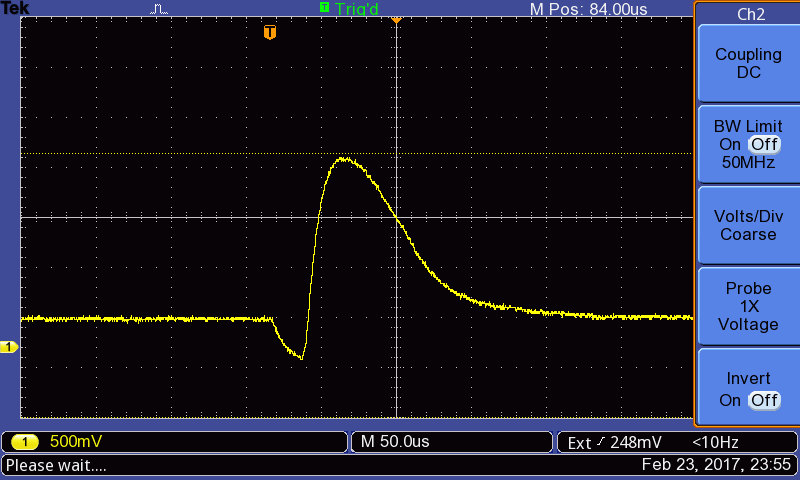 Tek
T Trig'd
M Pos: 84.00us
Ch2
T
Coupling
DC
BW Limit
On Off
50MHz
Volts/Div
Coarse
Probe
1X
Voltage
Invert
On Off
1
1 500mV
M 50.0us
Ext 248mV <10Hz
Please wait....
Feb 23, 2017, 23:55